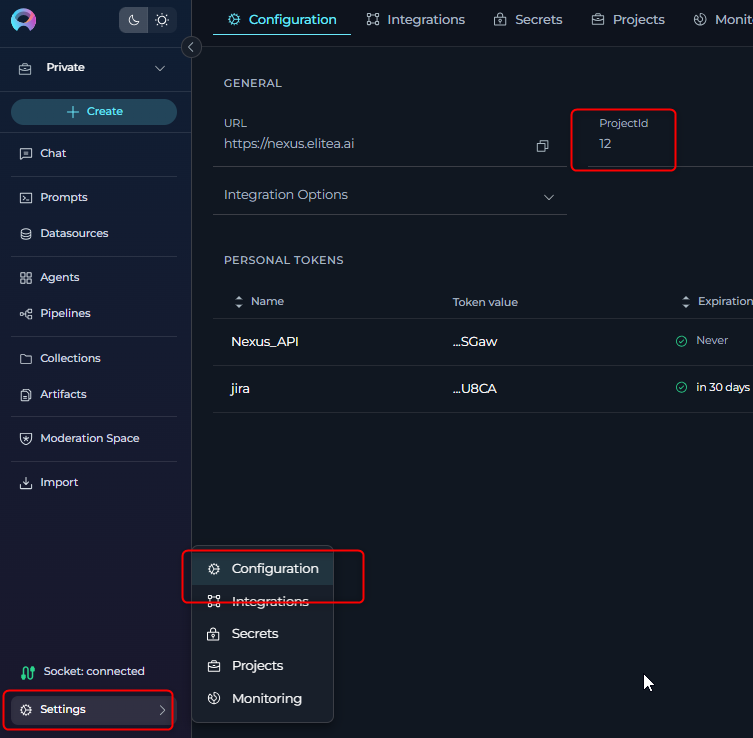 Configuration
Integrations
Secrets
Projects
Private
Create
Chat
Prompts
Datasources
Agents
Pipelines
Collections
Artifacts
Moderation Space
Import
Socket: connected
Settings
GENERAL
URL
https://nexus.elitea.ai
ProjectId
12
Integration Options
PERSONAL TOKENS
Name Token value Expiration
Nexus_API ...SGaw Never
jira ...U8CA in 30 days
Configuration
Integrations
Secrets
Projects
Monitoring